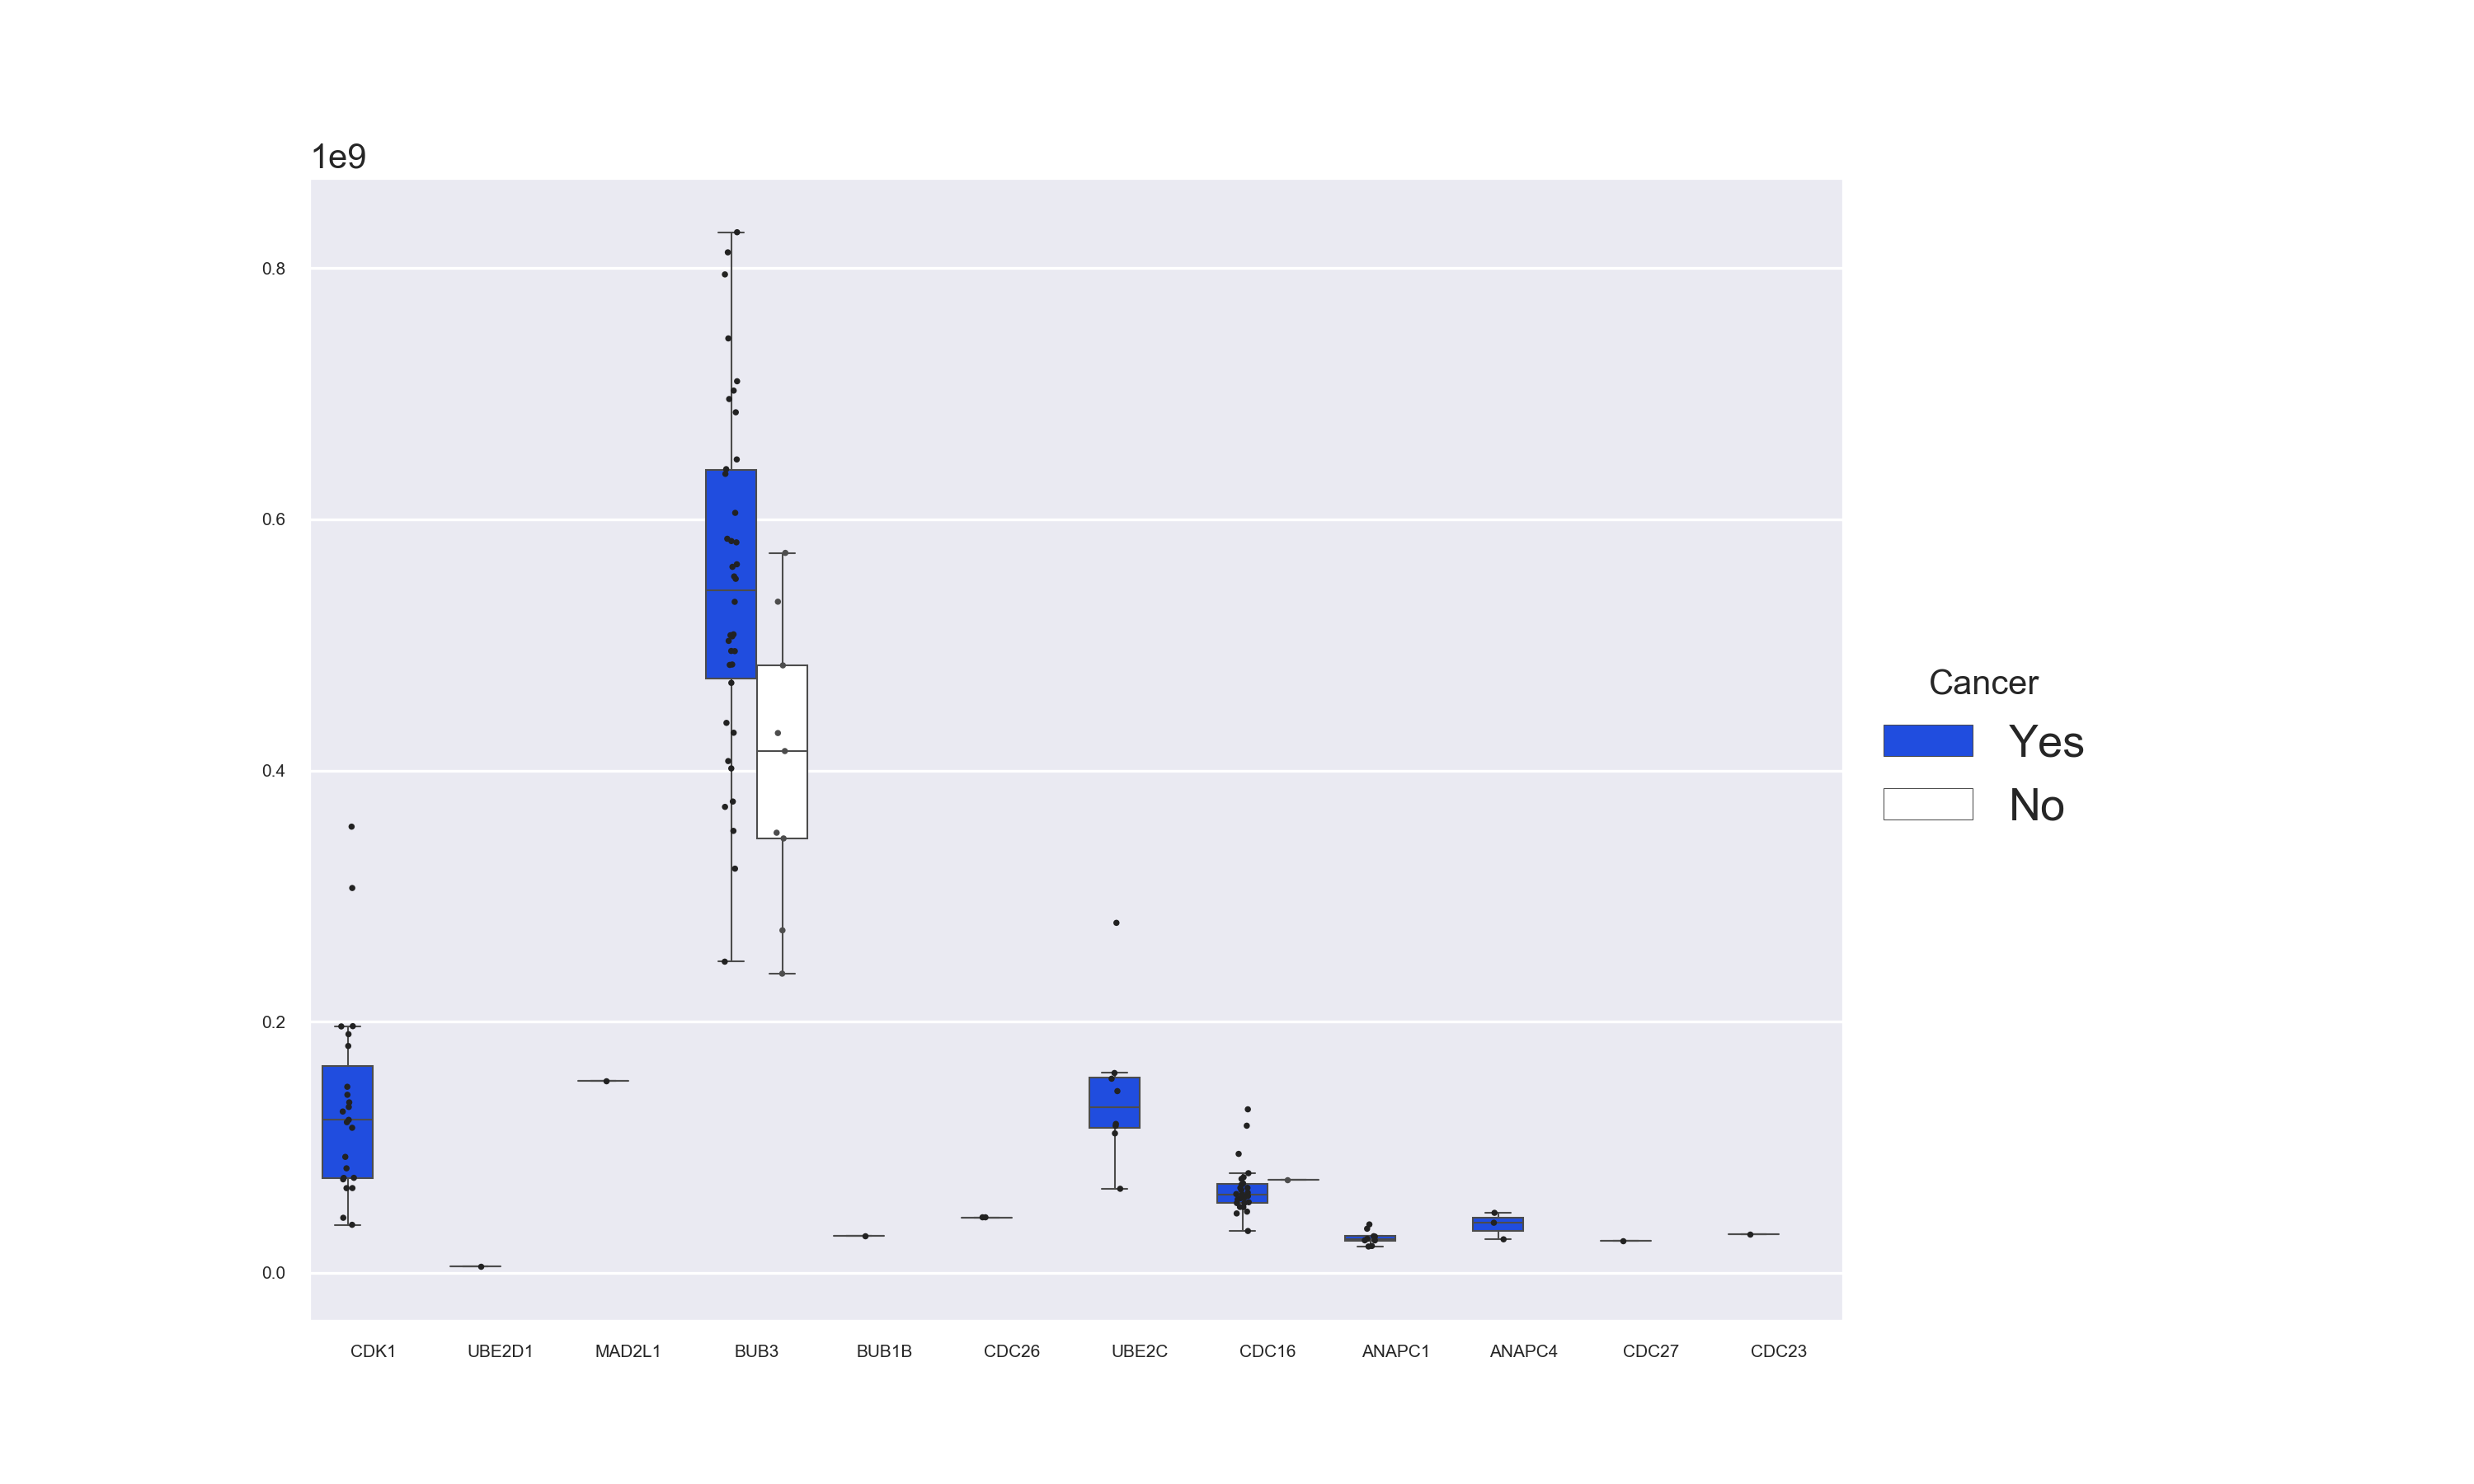 1e9
0.8
0.6
0.4
0.2
0.0
CDK1 UBE2D1 MAD2L1 BUB3 BUB1B CDC26 UBE2C CDC16 ANAPC1 ANAPC4 CDC27 CDC23
Cancer
Yes
No